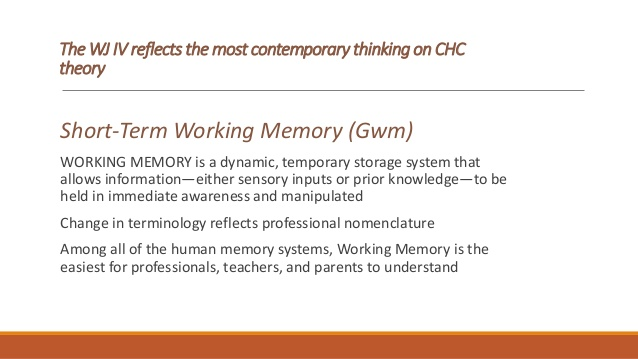 The WJ IV reflects the most contemporary thinking on CHC
theory
Short-Term Working Memory (Gwm)
WORKING MEMORY is a dynamic, temporary storage system that
allows information—either sensory inputs or prior knowledge—to be
held in immediate awareness and manipulated
Change in terminology reflects professional nomenclature
Among all of the human memory systems, Working Memory is the
easiest for professionals, teachers, and parents to understand